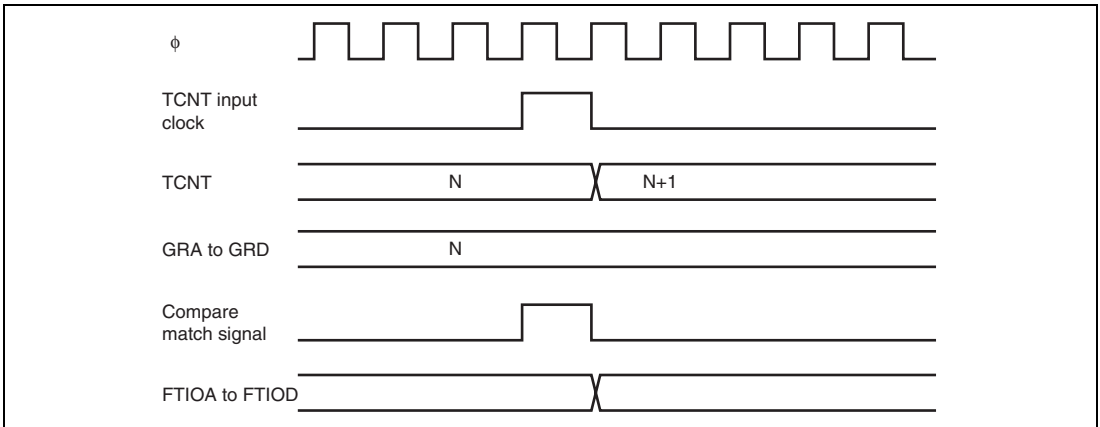 ϕ
TCNT input
clock
TCNT
N
N+1
GRA to GRD
N
Compare
match signal
FTIOA to FTIOD